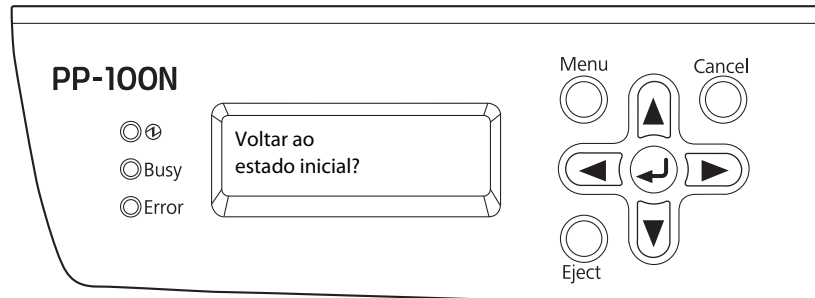 PP-100N
Menu
Cancel
Voltar ao
estado inicial?
Busy
Error
Eject